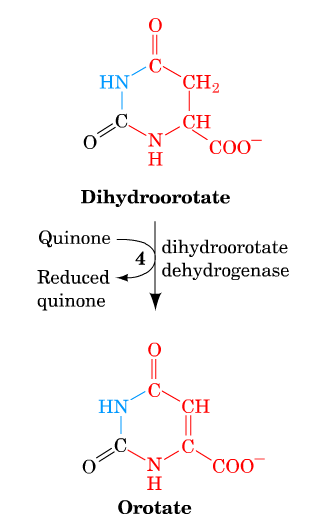 O
C
HN CH₂
C CH
O N COO⁻
H
Dihydroorotate
Quinone
4
dihydroorotate
dehydrogenase
Reduced
quinone
O
C
HN CH
C C
O N COO⁻
H
Orotate